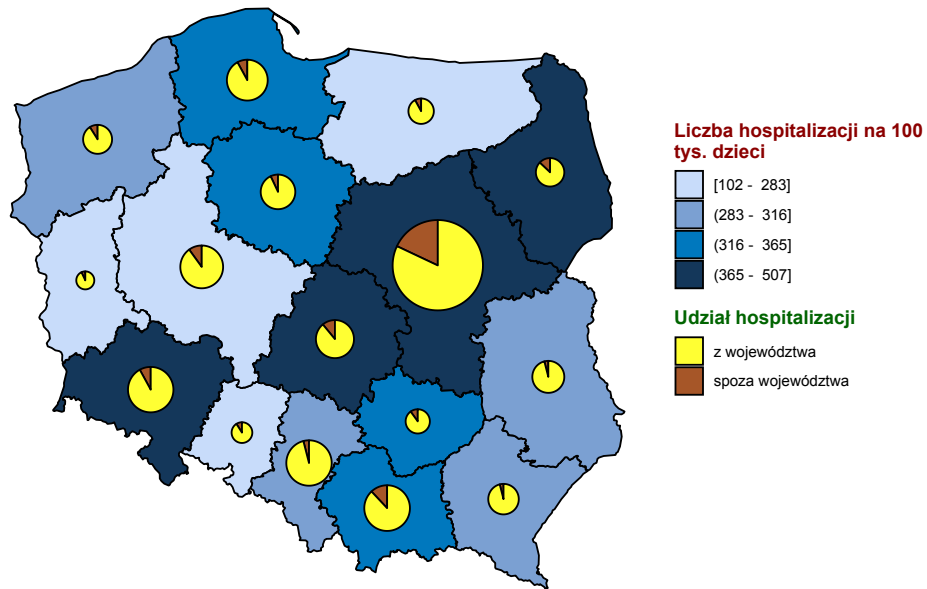 Liczba hospitalizacji na 100
tys. dzieci
[102 - 283]
(283 - 316]
(316 - 365]
(365 - 507]
Udział hospitalizacji
z województwa
spoza województwa